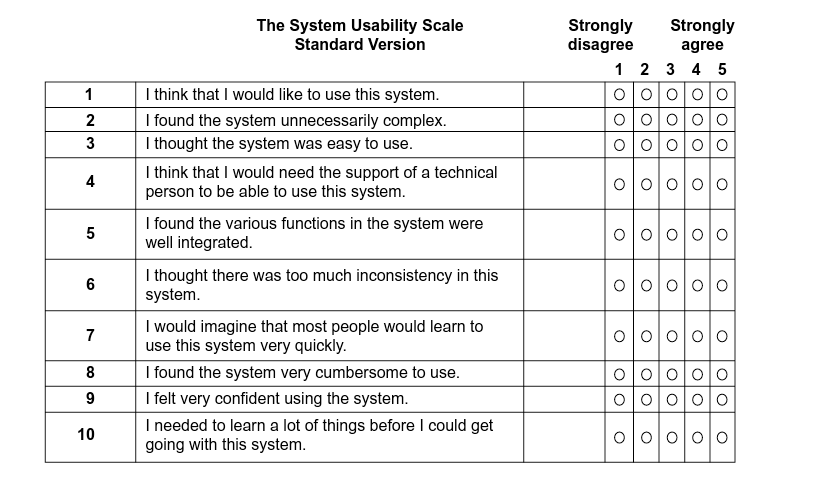 The System Usability Scale
Standard Version
Strongly
disagree
Strongly
agree
1 2 3 4 5
1 I think that I would like to use this system.
2 I found the system unnecessarily complex.
3 I thought the system was easy to use.
4 I think that I would need the support of a technical
person to be able to use this system.
5 I found the various functions in the system were
well integrated.
6 I thought there was too much inconsistency in this
system.
7 I would imagine that most people would learn to
use this system very quickly.
8 I found the system very cumbersome to use.
9 I felt very confident using the system.
10 I needed to learn a lot of things before I could get
going with this system.